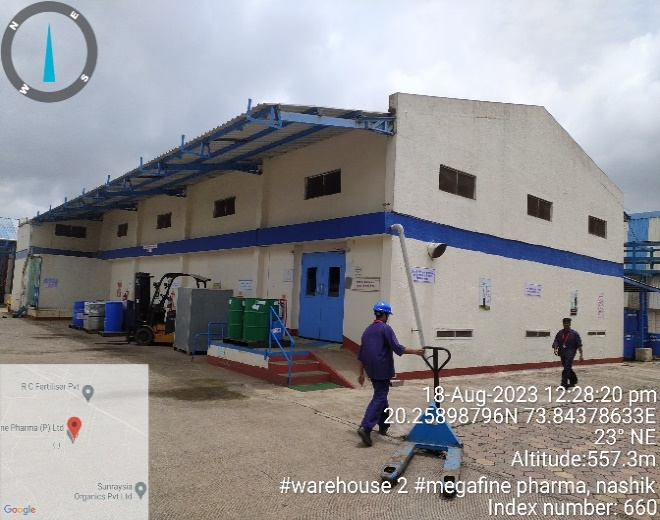 N
E
S
W
R C Fertiliser Pvt
ne Pharma (P) Ltd
Sunraysia
Organics Pvt Ltd
Google
18-Aug-2023 12:28:20 pm
20.25898796N 73.84378633E
23° NE
Altitude:557.3m
#warehouse 2 #megafine pharma, nashik
Index number: 660